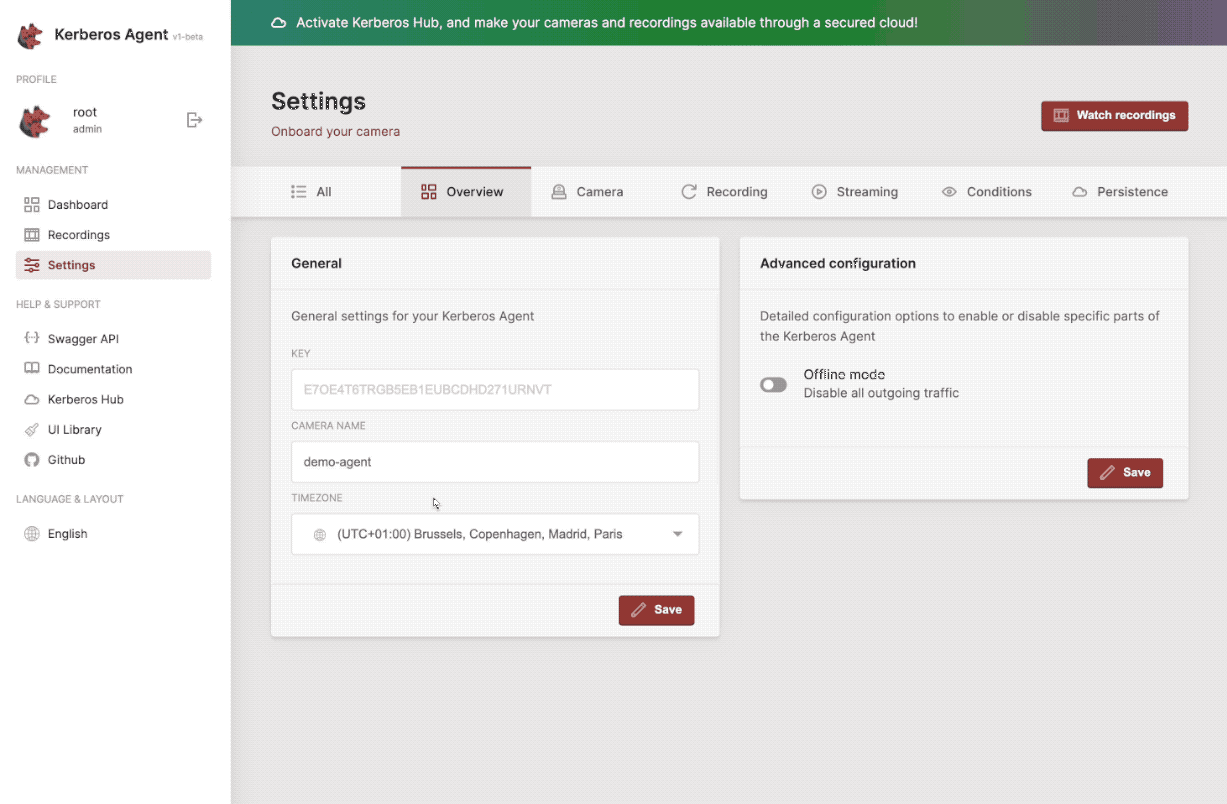 Kerberos Agent v1-beta
PROFILE
root
admin
MANAGEMENT
Dashboard
Recordings
Settings
HELP & SUPPORT
Swagger API
Documentation
Kerberos Hub
UI Library
Github
LANGUAGE & LAYOUT
English
Activate Kerberos Hub, and make your cameras and recordings available through a secured cloud!
Settings
Onboard your camera
Watch recordings
All
Overview
Camera
Recording
Streaming
Conditions
Persistence
General
General settings for your Kerberos Agent
KEY
E7OE4T6TRGB5EB1EUBCDHD271URNVT
CAMERA NAME
demo-agent
TIMEZONE
(UTC+01:00) Brussels, Copenhagen, Madrid, Paris
Save
Advanced configuration
Detailed configuration options to enable or disable specific parts of
the Kerberos Agent
Offline mode
Disable all outgoing traffic
Save